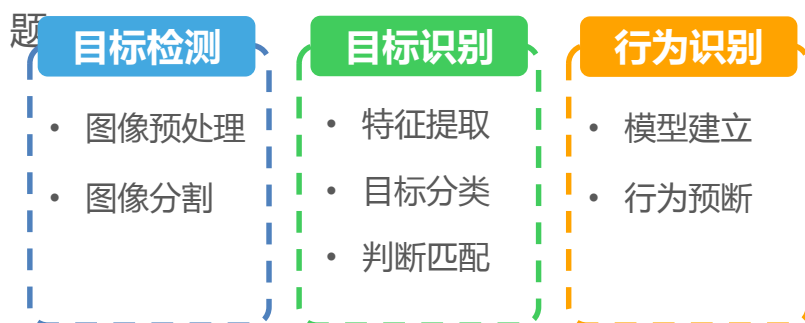 题
目标检测
• 图像预处理
• 图像分割
目标识别
• 特征提取
• 目标分类
• 判断匹配
行为识别
• 模型建立
• 行为预断